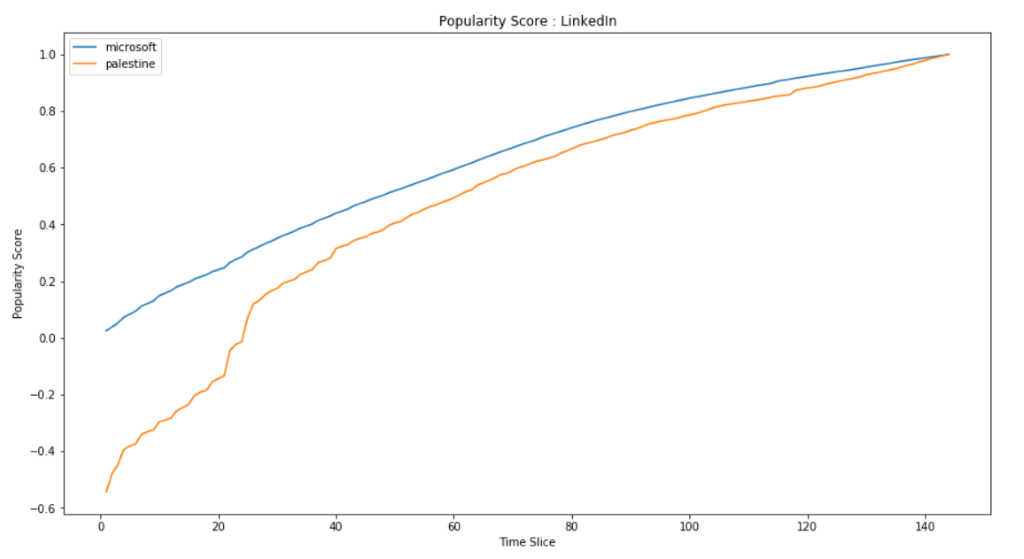 Popularity Score : LinkedIn
microsoft
palestine
Popularity Score
1.0
0.8
0.6
0.4
0.2
0.0
−0.2
−0.4
−0.6
0 20 40 60 80 100 120 140
Time Slice